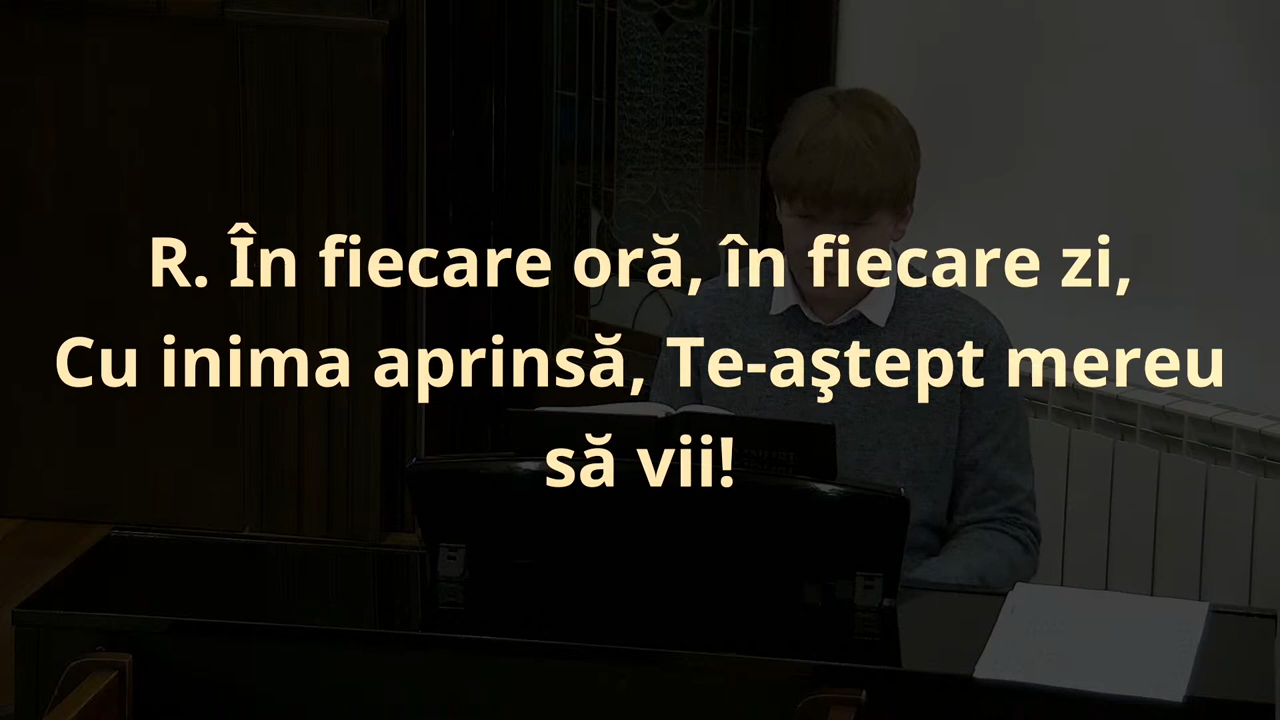 R. În fiecare oră, în fiecare zi,
Cu inima aprinsă, Te-aştept mereu
să vii!